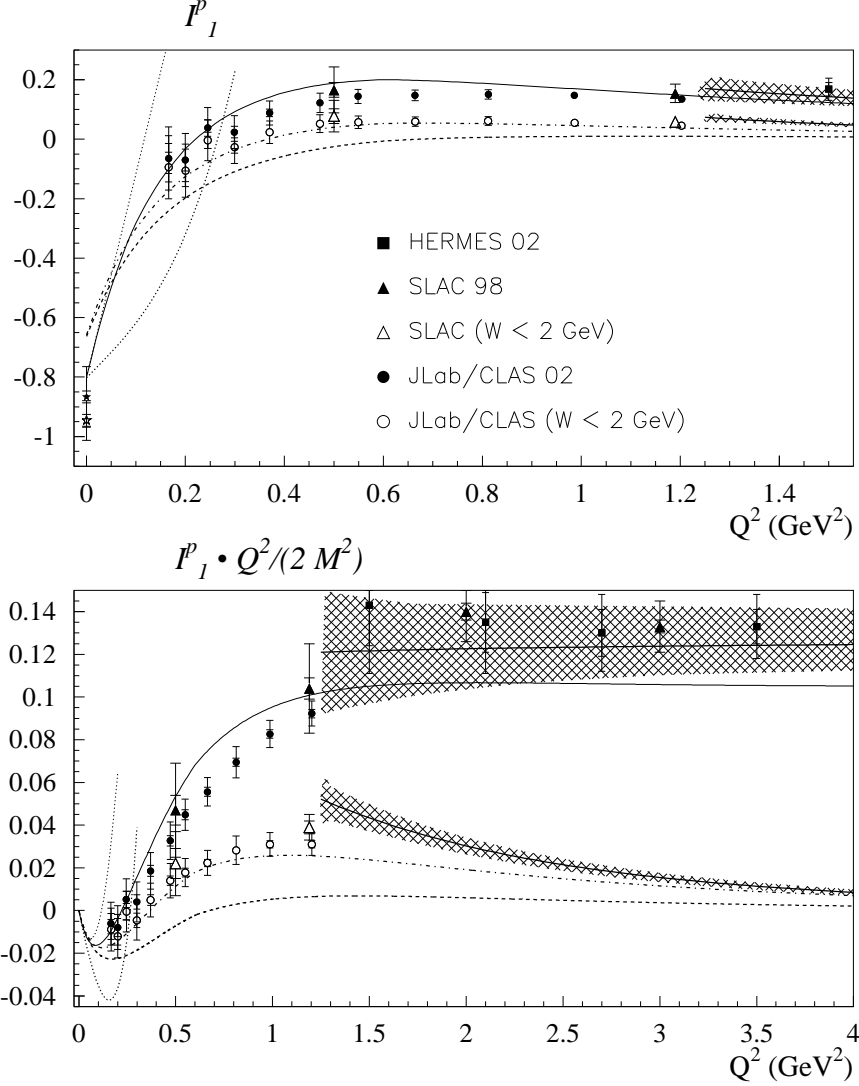 I^p_1
0.2
0
-0.2
-0.4
-0.6
-0.8
-1
HERMES 02
SLAC 98
SLAC (W < 2 GeV)
JLab/CLAS 02
JLab/CLAS (W < 2 GeV)
0 0.2 0.4 0.6 0.8 1 1.2 1.4
Q^2 (GeV^2)
I^p_1 • Q^2/(2 M^2)
0.14
0.12
0.1
0.08
0.06
0.04
0.02
0
-0.02
-0.04
0 0.5 1 1.5 2 2.5 3 3.5 4
Q^2 (GeV^2)